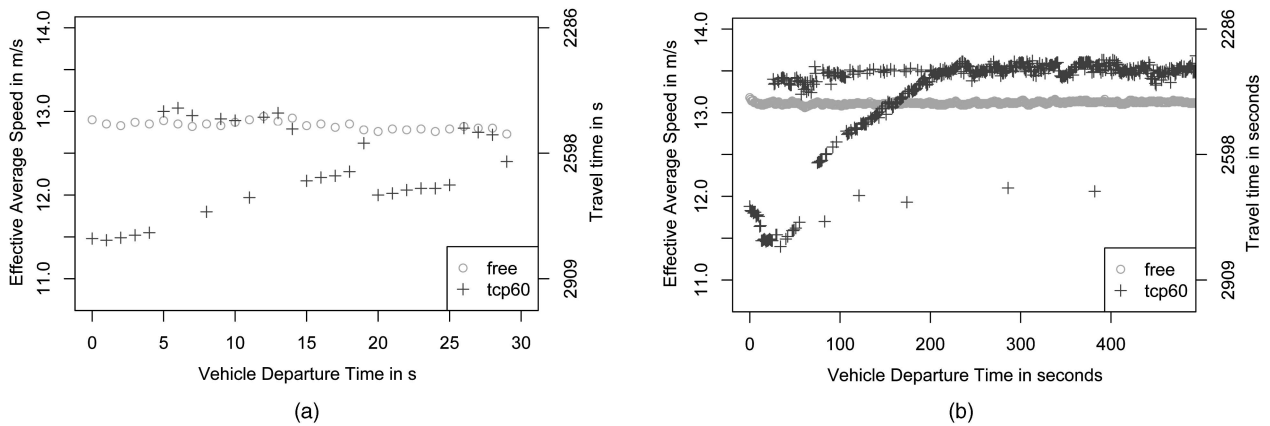 14.0
13.0
12.0
11.0
Effective Average Speed in m/s
2286
2598
2909
Travel time in s
free
tcp60
0 5 10 15 20 25 30
Vehicle Departure Time in s
(a)
14.0
13.0
12.0
11.0
Effective Average Speed in m/s
2286
2598
2909
Travel time in seconds
free
tcp60
0 100 200 300 400
Vehicle Departure Time in seconds
(b)